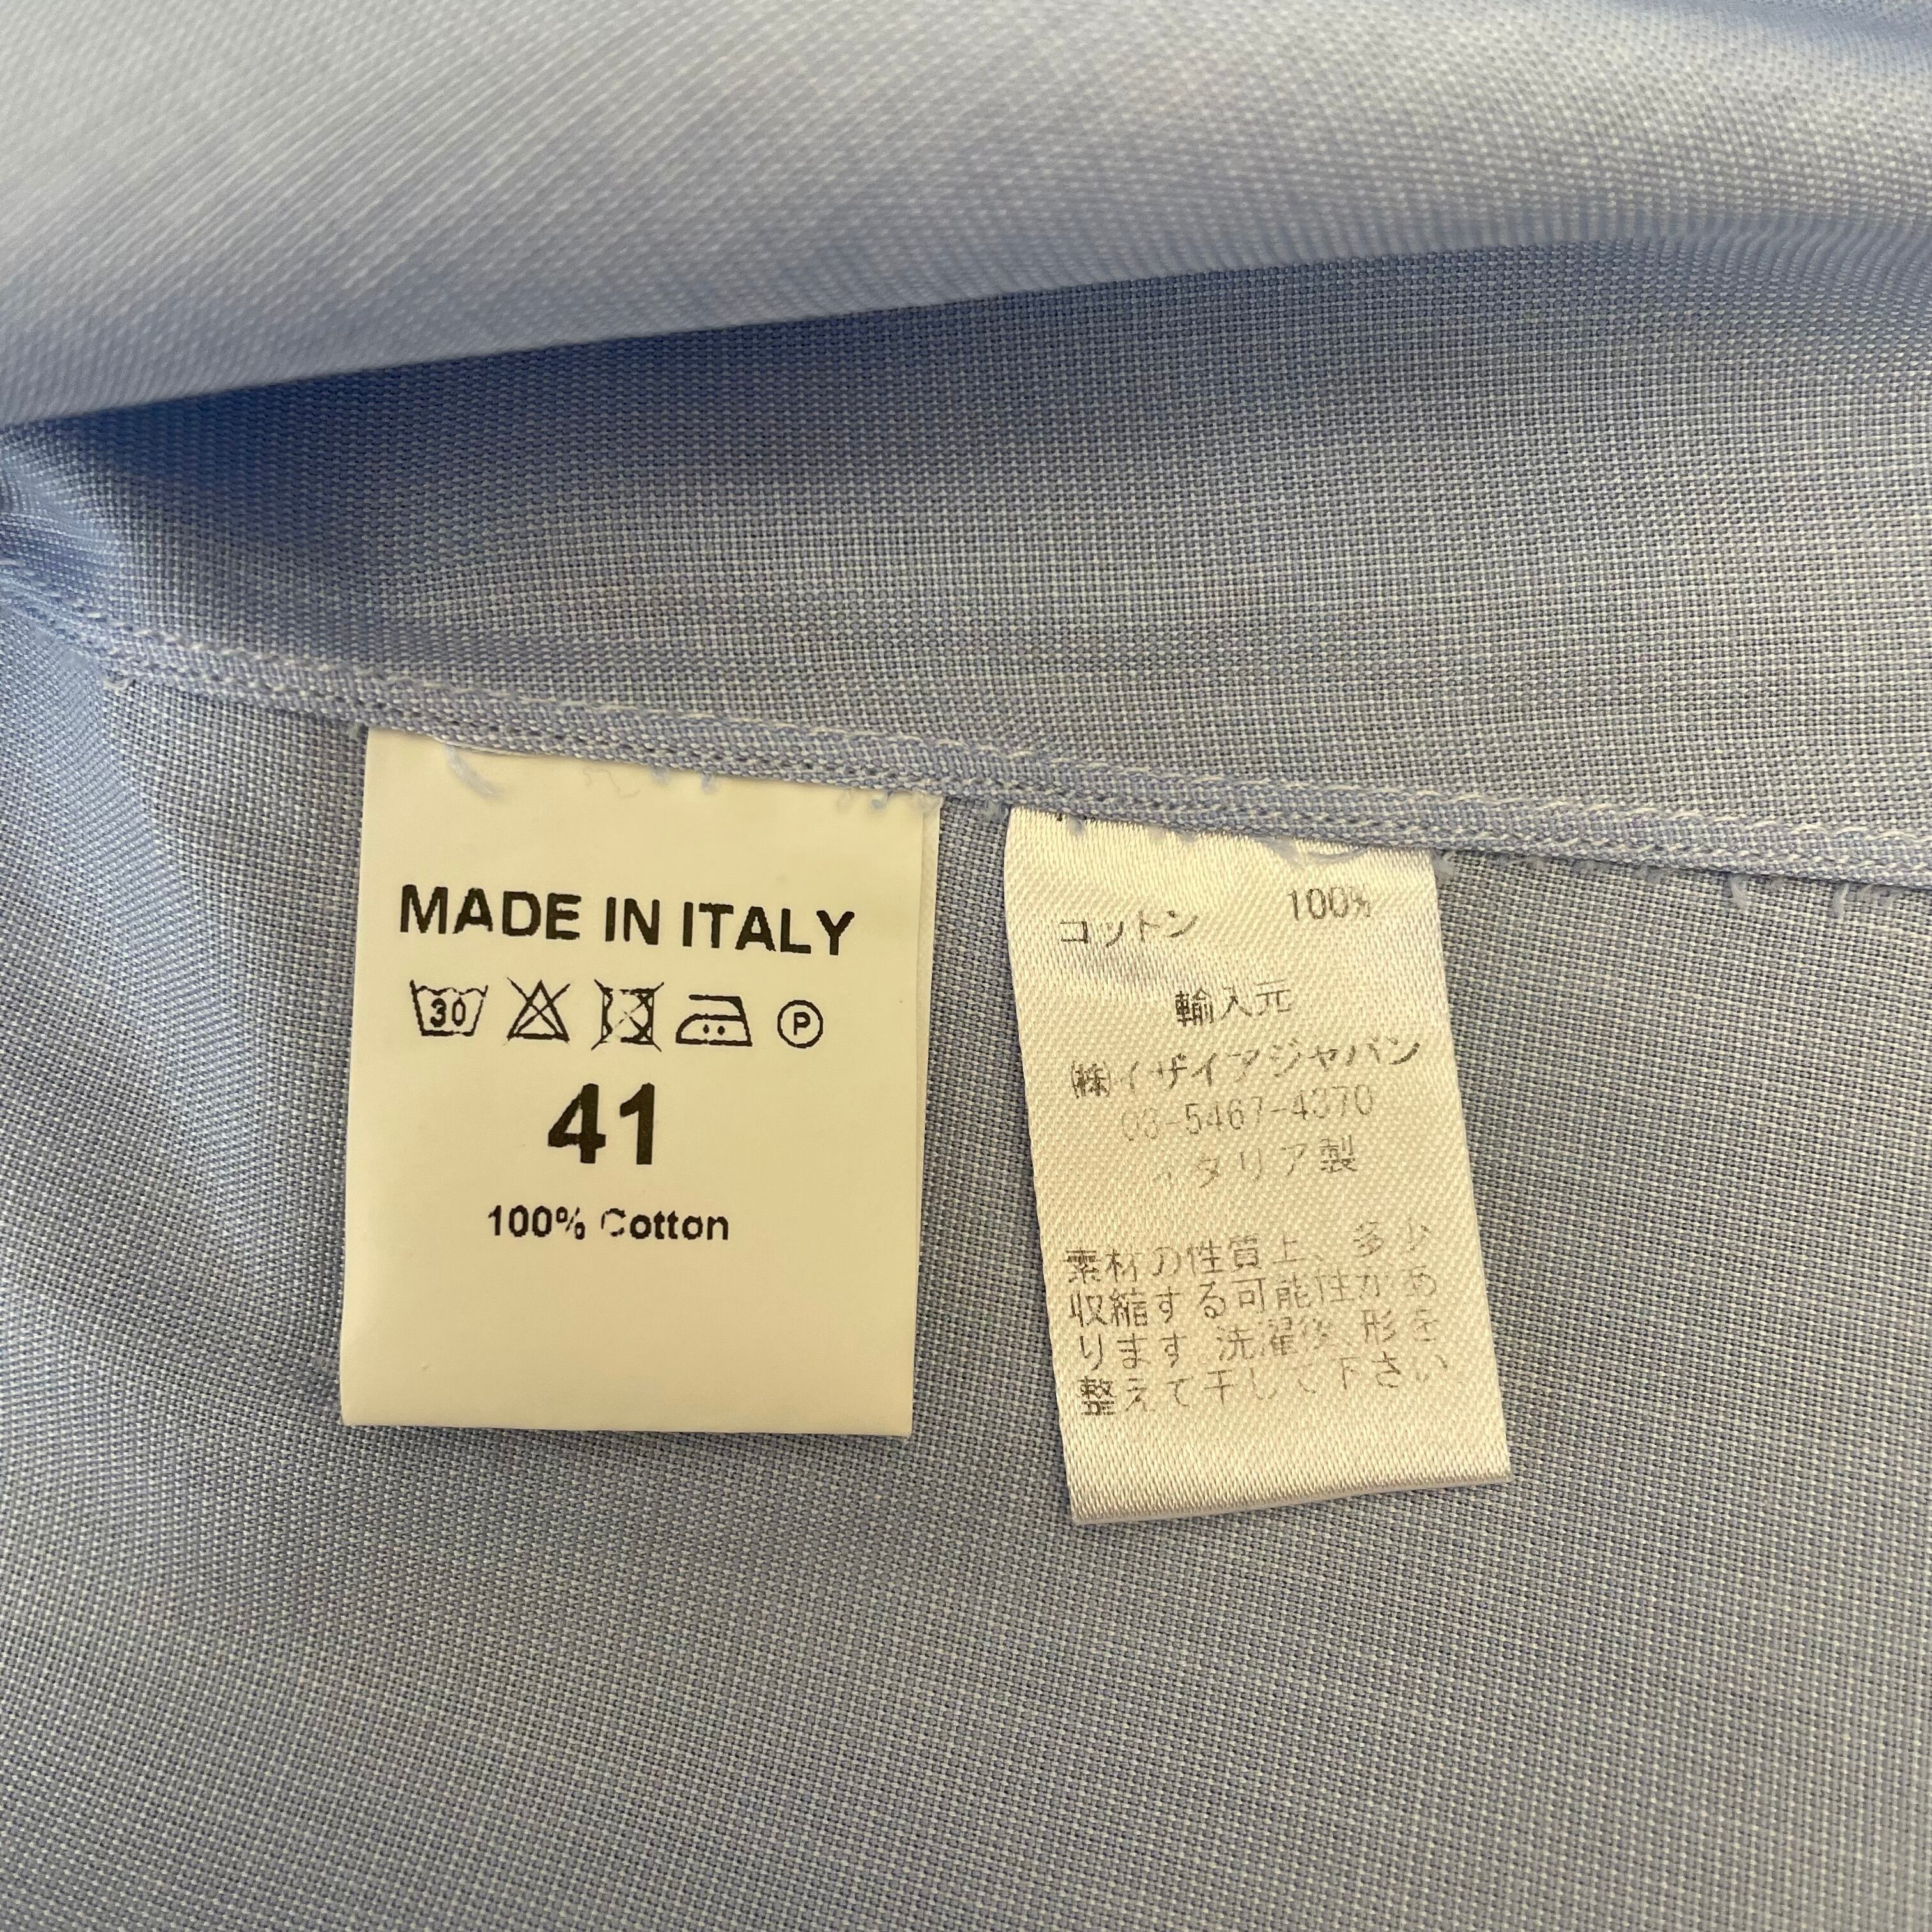 MADE IN ITALY
30 P
41
100% Cotton
コットン 100%
輸入元
㈱イザイアジャパン
03-5467-4370
イタリア製
素材の性質上、多少
収縮する可能性があ
ります 洗濯後、形を
整えて干して下さい